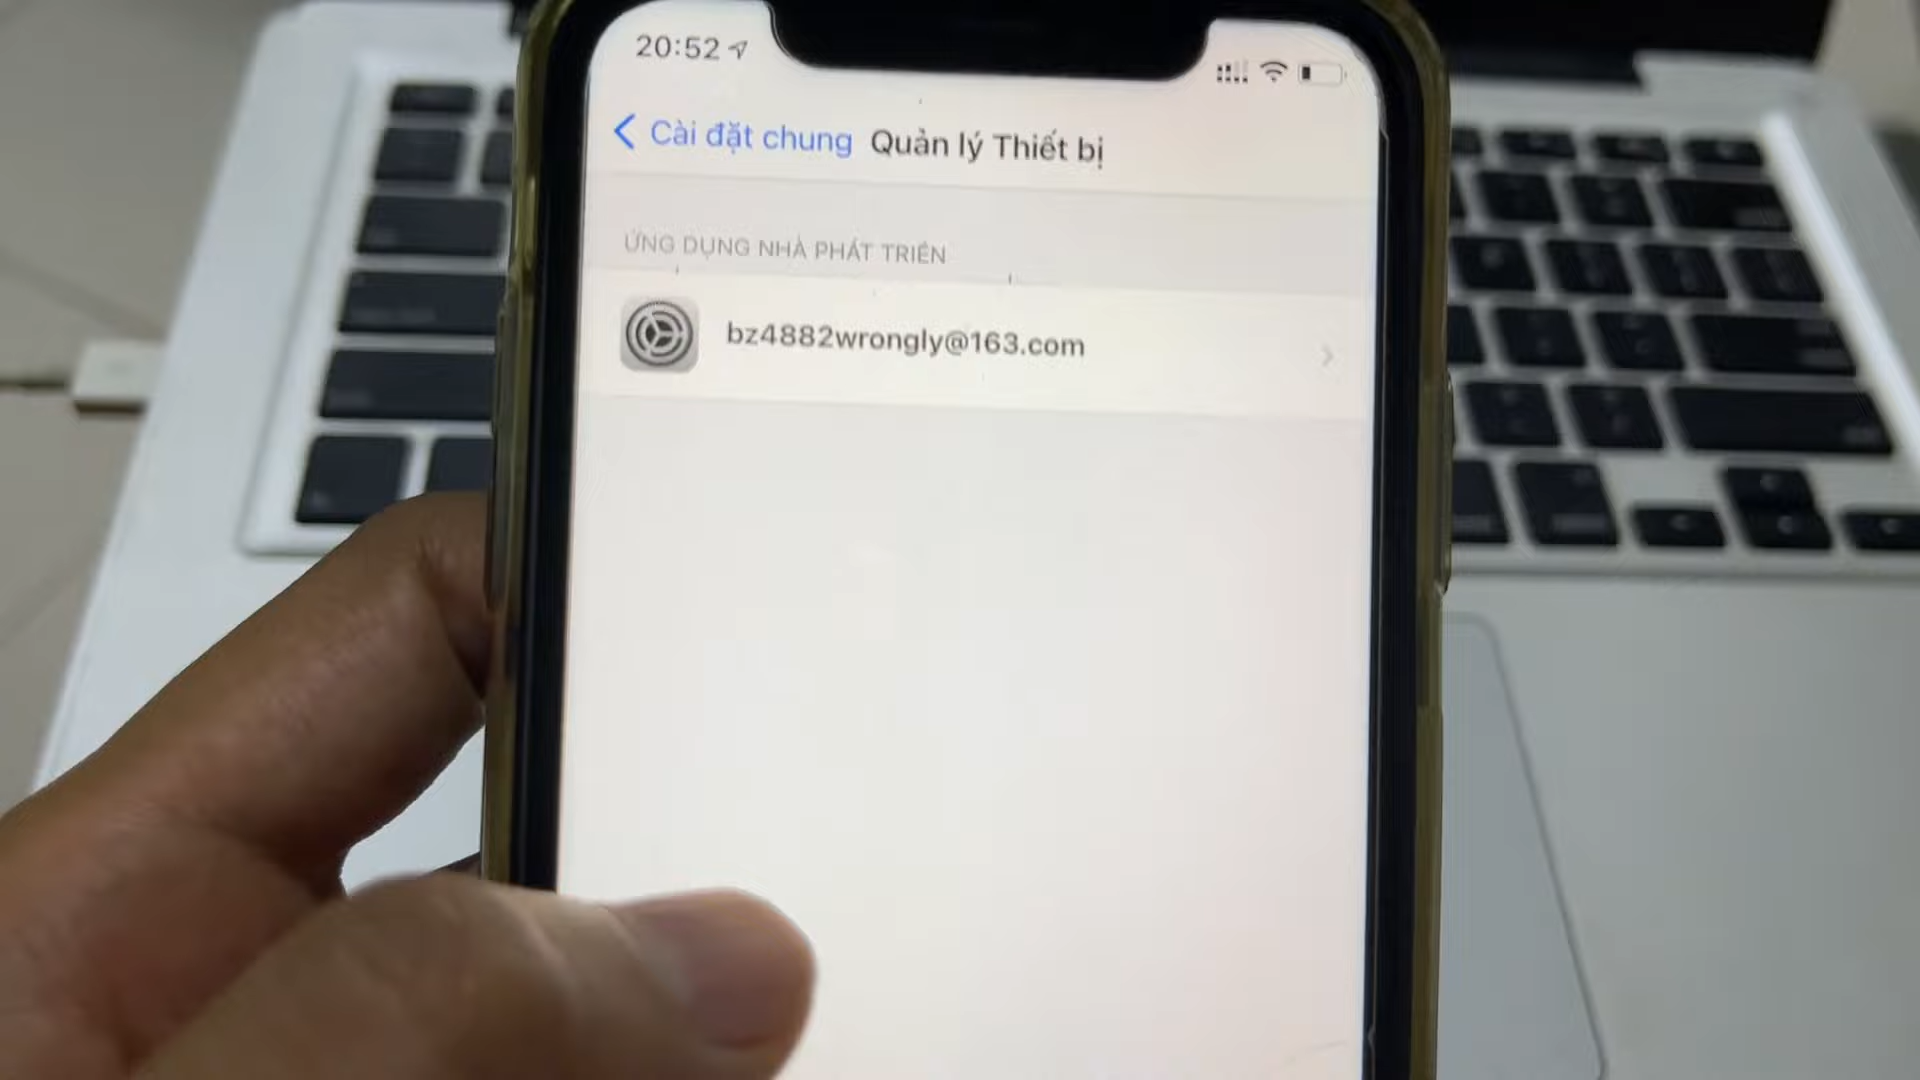 20:52
Cài đặt chung Quản lý Thiết bị
ỨNG DỤNG NHÀ PHÁT TRIỂN
bz4882wrongly@163.com